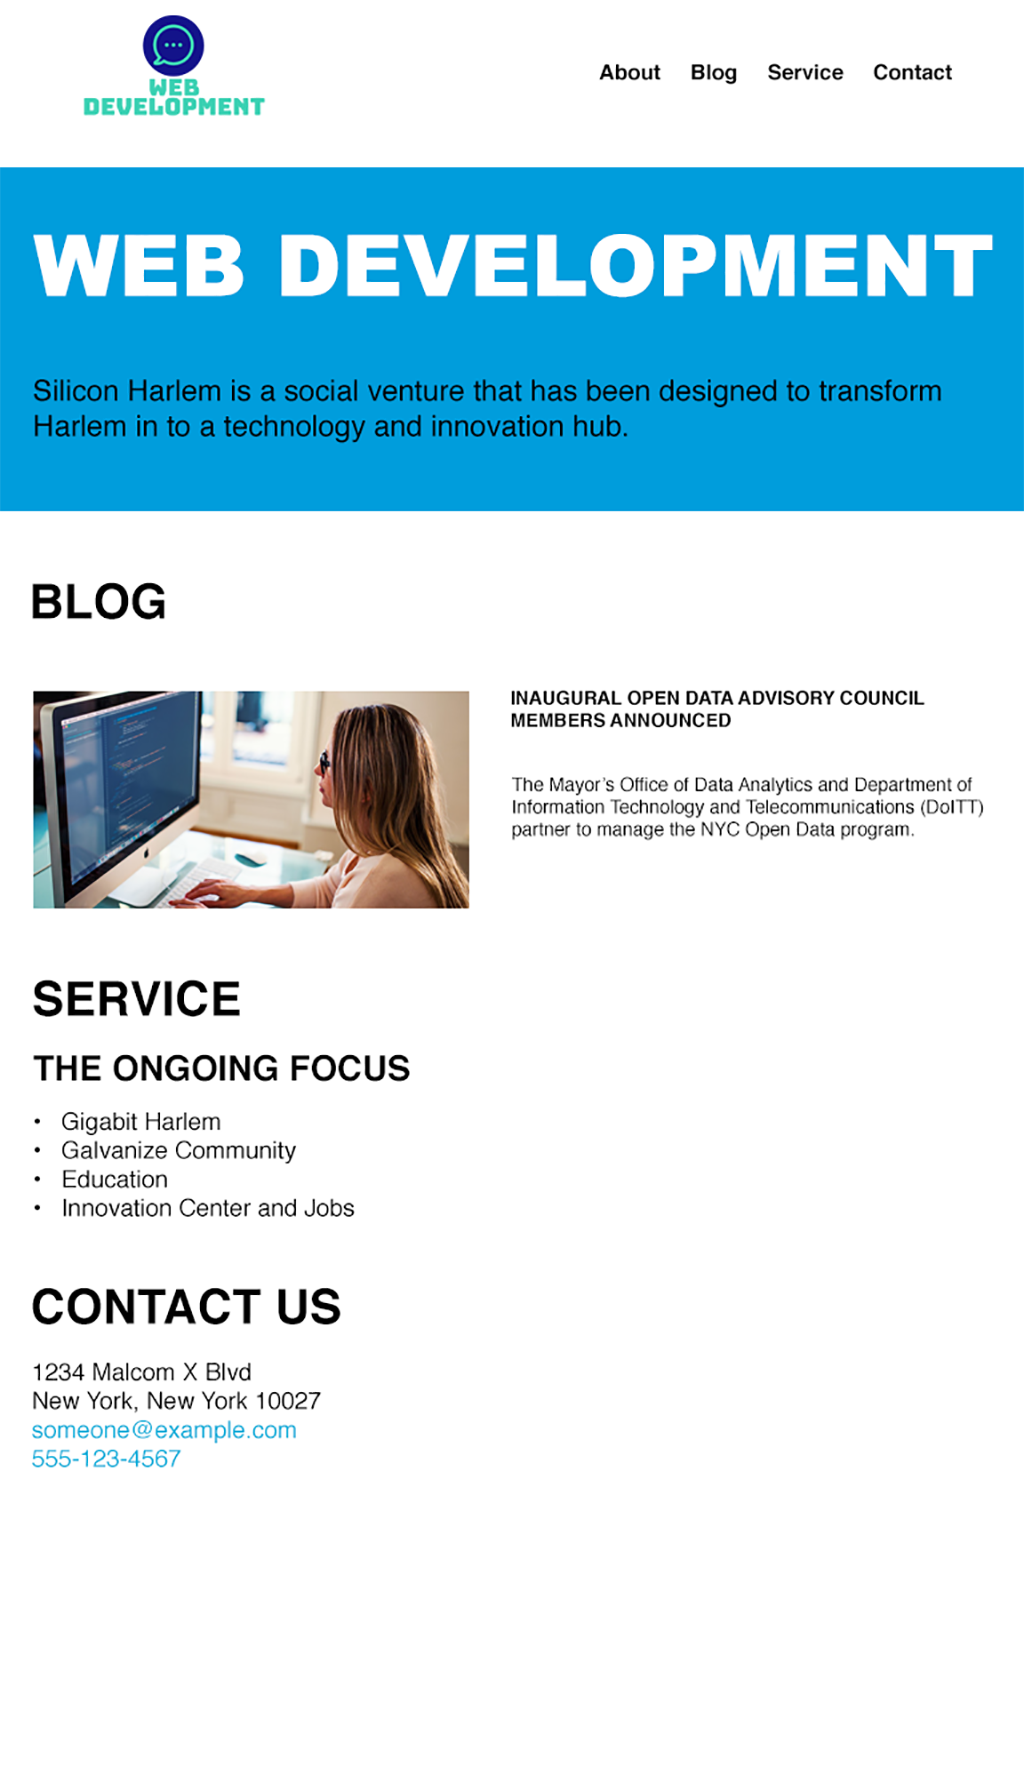 WEB
DEVELOPMENT
About Blog Service Contact
WEB DEVELOPMENT
Silicon Harlem is a social venture that has been designed to transform
Harlem in to a technology and innovation hub.
BLOG
INAUGURAL OPEN DATA ADVISORY COUNCIL
MEMBERS ANNOUNCED
The Mayor’s Office of Data Analytics and Department of
Information Technology and Telecommunications (DoITT)
partner to manage the NYC Open Data program.
SERVICE
THE ONGOING FOCUS
• Gigabit Harlem
• Galvanize Community
• Education
• Innovation Center and Jobs
CONTACT US
1234 Malcom X Blvd
New York, New York 10027
someone@example.com
555-123-4567